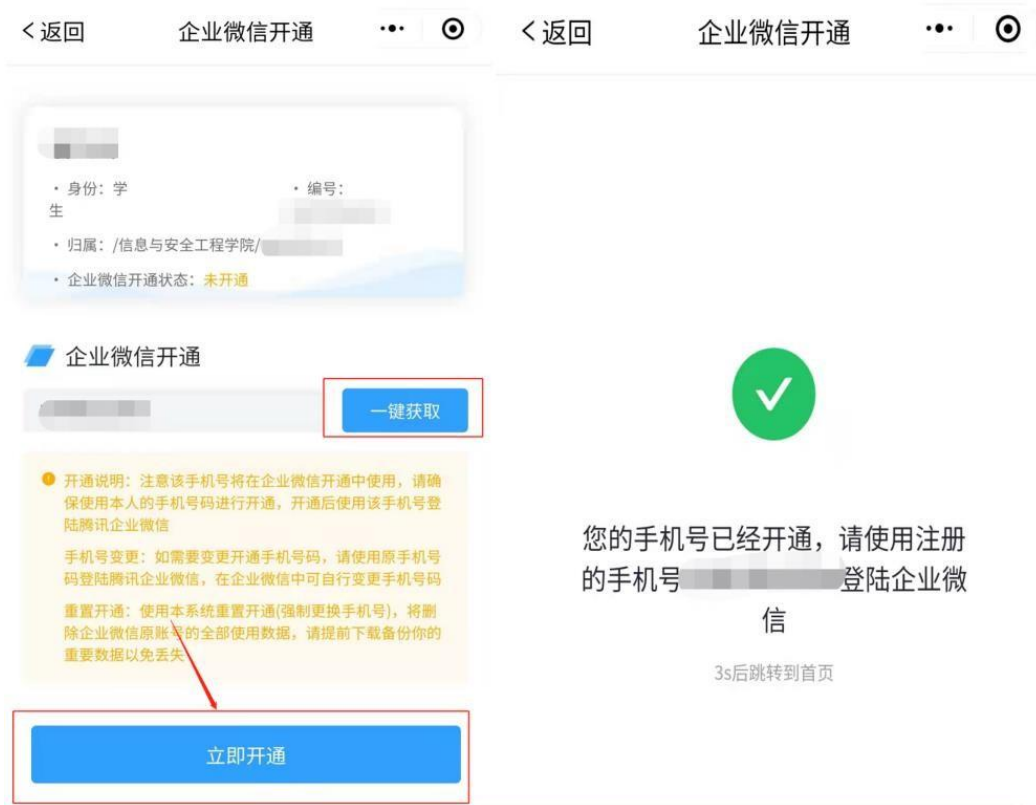 返回
企业微信开通
· 身份：学
生
· 编号：
· 归属：/信息与安全工程学院/
· 企业微信开通状态：未开通
企业微信开通
一键获取
开通说明：注意该手机号将在企业微信开通中使用，请确
保使用本人的手机号码进行开通，开通后使用该手机号登
陆腾讯企业微信
手机号变更：如需要变更开通手机号码，请使用原手机号
码登陆腾讯企业微信，在企业微信中可自行变更手机号码
重置开通：使用本系统重置开通(强制更换手机号)，将删
除企业微信原账号的全部使用数据，请提前下载备份你的
重要数据以免丢失
立即开通
返回
企业微信开通
您的手机号已经开通，请使用注册
的手机号登陆企业微
信
3s后跳转到首页